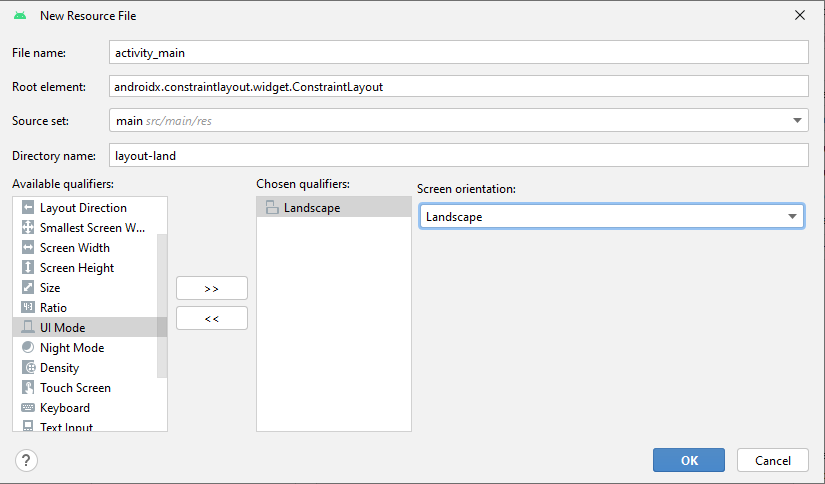 New Resource File
File name:
activity_main
Root element:
androidx.constraintlayout.widget.ConstraintLayout
Source set:
main src/main/res
Directory name:
layout-land
Available qualifiers:
Layout Direction
Smallest Screen W...
Screen Width
Screen Height
Size
4:3
Ratio
UI Mode
Night Mode
Density
Touch Screen
Keyboard
Text Input
>>
<<
Chosen qualifiers:
Landscape
Screen orientation:
Landscape
?
OK
Cancel